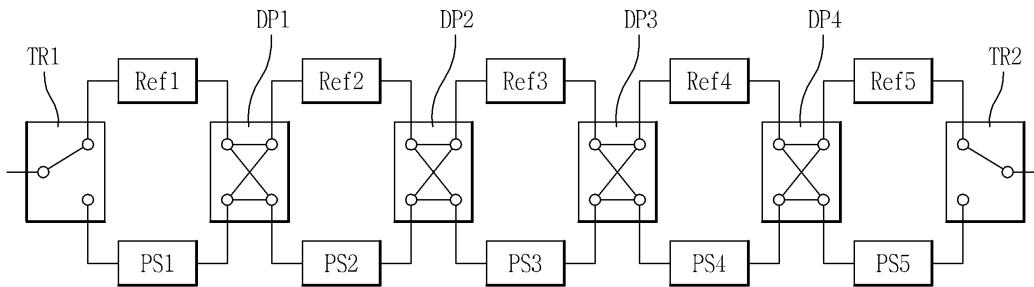 DP1 DP2 DP3 DP4
TR1 TR2
Ref1 Ref2 Ref3 Ref4 Ref5
PS1 PS2 PS3 PS4 PS5